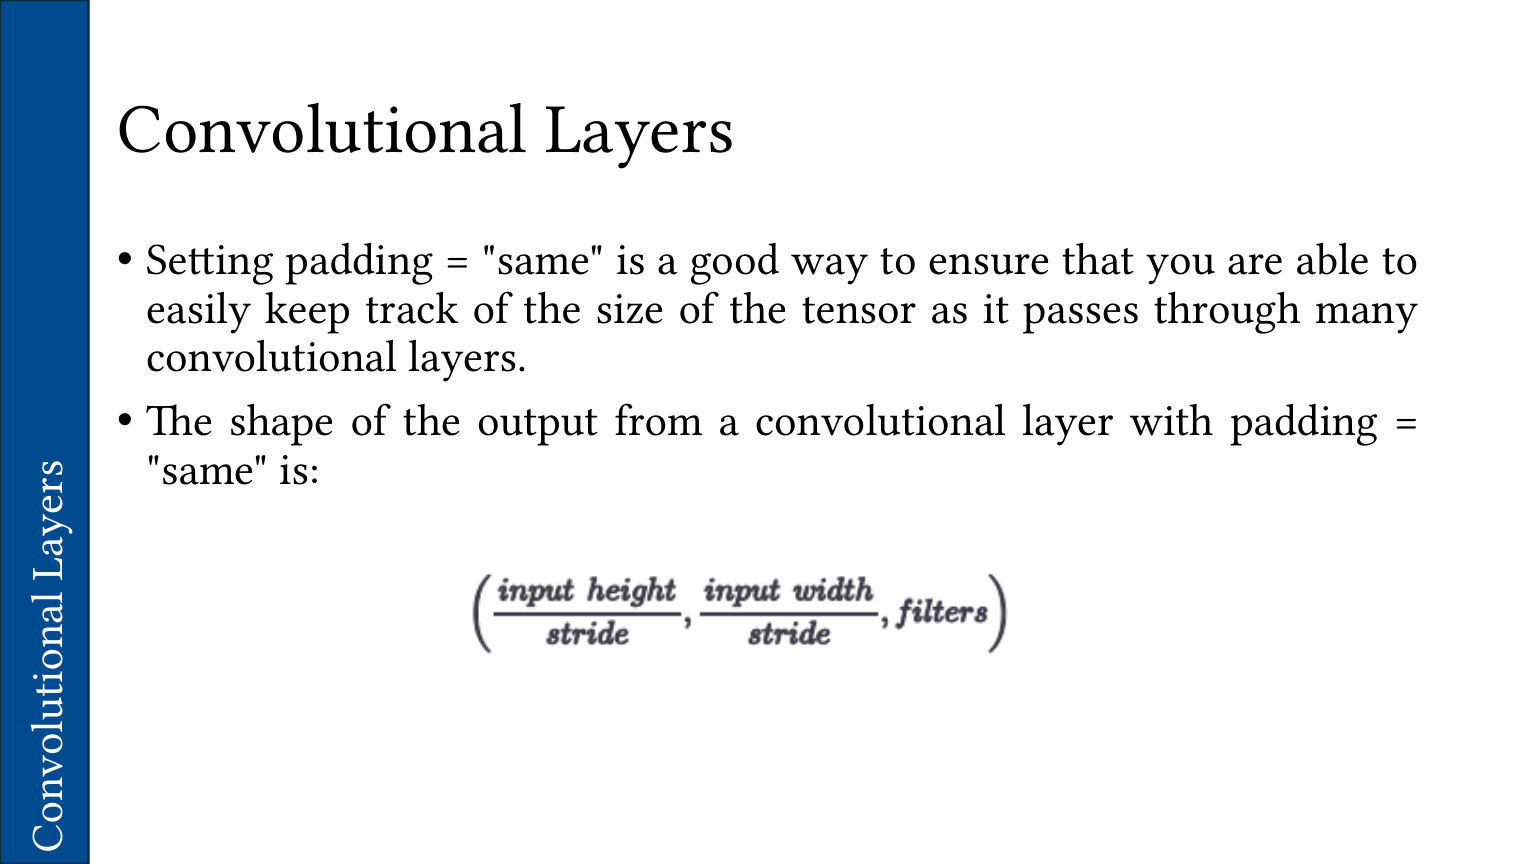 Convolutional Layers
• Setting padding = "same" is a good way to ensure that you are able to
easily keep track of the size of the tensor as it passes through many
convolutional layers.
• The shape of the output from a convolutional layer with padding =
"same" is:
(input height/stride, input width/stride, filters)
Convolutional Layers